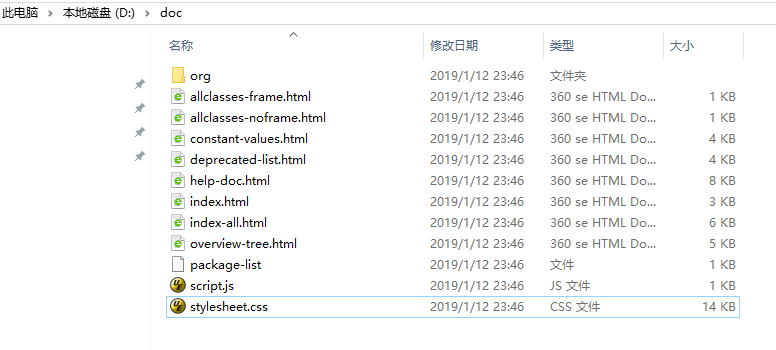 此电脑 › 本地磁盘 (D:) › doc
名称 修改日期 类型 大小
org 2019/1/12 23:46 文件夹
allclasses-frame.html 2019/1/12 23:46 360 se HTML Do... 1 KB
allclasses-noframe.html 2019/1/12 23:46 360 se HTML Do... 1 KB
constant-values.html 2019/1/12 23:46 360 se HTML Do... 4 KB
deprecated-list.html 2019/1/12 23:46 360 se HTML Do... 4 KB
help-doc.html 2019/1/12 23:46 360 se HTML Do... 8 KB
index.html 2019/1/12 23:46 360 se HTML Do... 3 KB
index-all.html 2019/1/12 23:46 360 se HTML Do... 6 KB
overview-tree.html 2019/1/12 23:46 360 se HTML Do... 5 KB
package-list 2019/1/12 23:46 文件 1 KB
script.js 2019/1/12 23:46 JS 文件 1 KB
stylesheet.css 2019/1/12 23:46 CSS 文件 14 KB